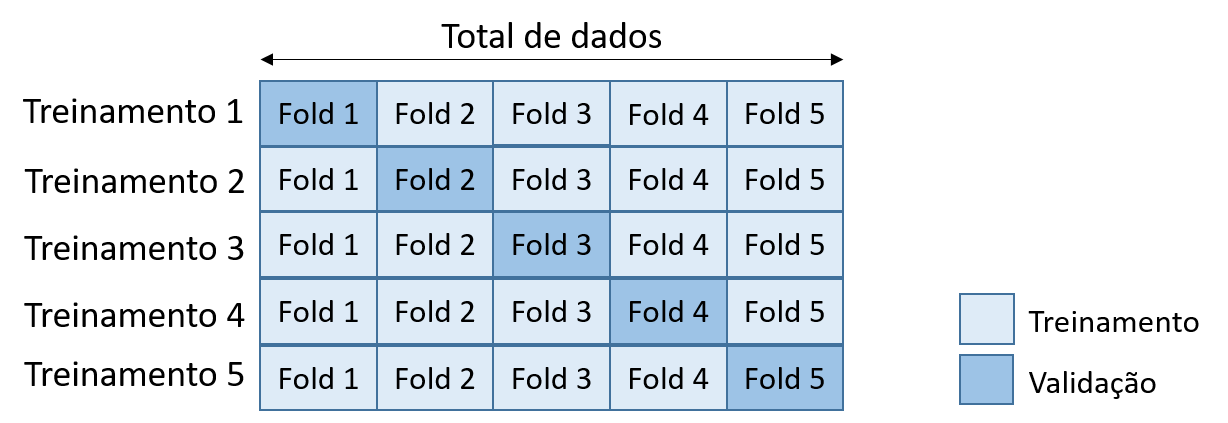 Total de dados
Treinamento 1 Fold 1 Fold 2 Fold 3 Fold 4 Fold 5
Treinamento 2 Fold 1 Fold 2 Fold 3 Fold 4 Fold 5
Treinamento 3 Fold 1 Fold 2 Fold 3 Fold 4 Fold 5
Treinamento 4 Fold 1 Fold 2 Fold 3 Fold 4 Fold 5
Treinamento 5 Fold 1 Fold 2 Fold 3 Fold 4 Fold 5
Treinamento
Validação